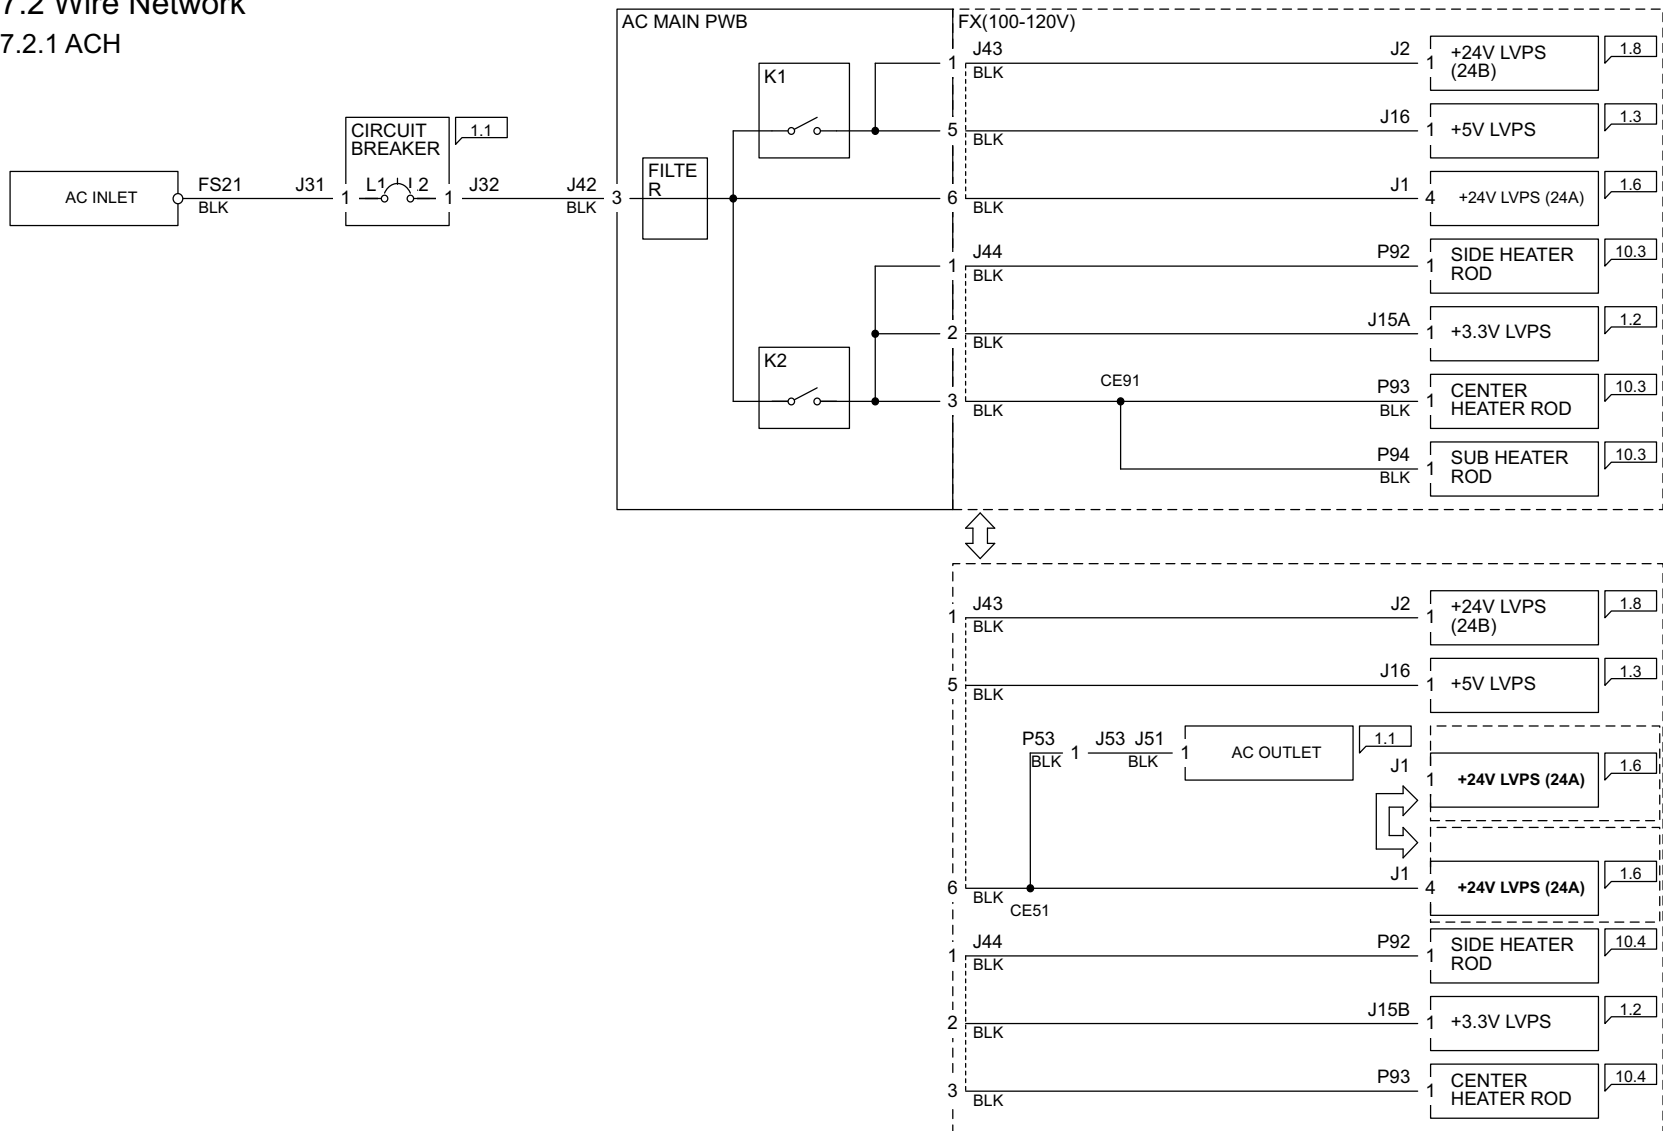 7.2 Wire Network
7.2.1 ACH
AC MAIN PWB
FX(100-120V)
AC INLET
FS21
BLK
J31
1
CIRCUIT
BREAKER
1.1
L1 L2
1
J32
J42
BLK
3
FILTE
R
K1
K2
1
J43
BLK
J2
1
+24V LVPS
(24B)
1.8
5
BLK
J16
1
+5V LVPS
1.3
6
BLK
J1
4
+24V LVPS (24A)
1.6
1
J44
BLK
P92
1
SIDE HEATER
ROD
10.3
2
BLK
J15A
1
+3.3V LVPS
1.2
3
BLK
CE91
P93
BLK
1
CENTER
HEATER ROD
10.3
P94
BLK
1
SUB HEATER
ROD
10.3
1
J43
BLK
J2
1
+24V LVPS
(24B)
1.8
5
BLK
J16
1
+5V LVPS
1.3
P53
BLK
1
J53 J51
BLK
1
AC OUTLET
1.1
J1
1
+24V LVPS (24A)
1.6
6
BLK
CE51
J1
4
+24V LVPS (24A)
1.6
1
J44
BLK
P92
1
SIDE HEATER
ROD
10.4
2
BLK
J15B
1
+3.3V LVPS
1.2
3
BLK
P93
1
CENTER
HEATER ROD
10.4